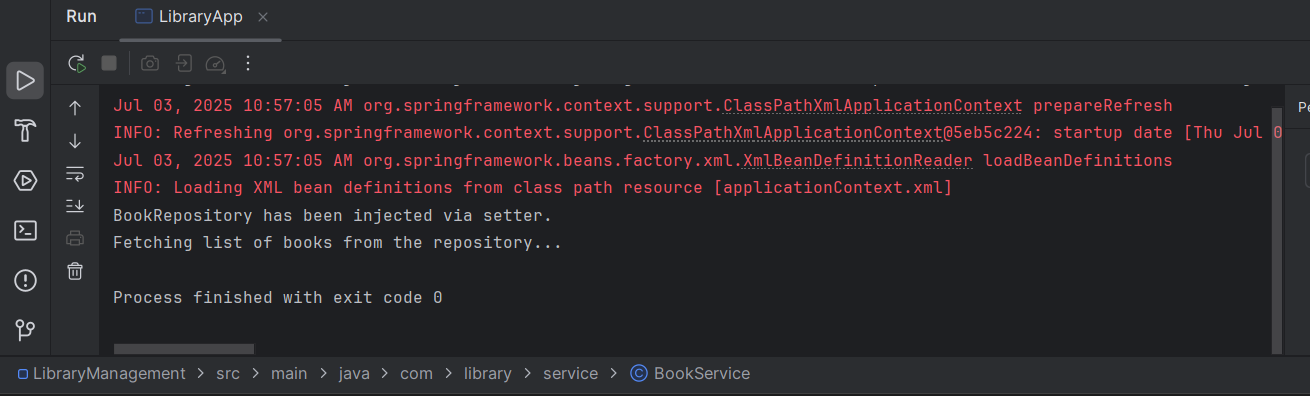 Run LibraryApp
Jul 03, 2025 10:57:05 AM org.springframework.context.support.ClassPathXmlApplicationContext prepareRefresh
INFO: Refreshing org.springframework.context.support.ClassPathXmlApplicationContext@5eb5c224: startup date [Thu Jul 0
Jul 03, 2025 10:57:05 AM org.springframework.beans.factory.xml.XmlBeanDefinitionReader loadBeanDefinitions
INFO: Loading XML bean definitions from class path resource [applicationContext.xml]
BookRepository has been injected via setter.
Fetching list of books from the repository...
Process finished with exit code 0
Pe
LibraryManagement > src > main > java > com > library > service > BookService